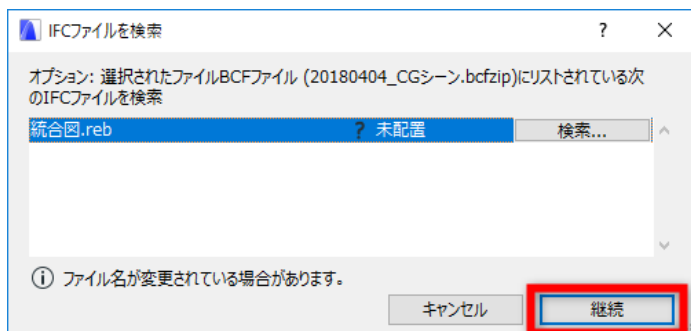 IFCファイルを検索
オプション: 選択されたファイルBCFファイル (20180404_CGシーン.bcfzip)にリストされている次
のIFCファイルを検索
統合図.reb ? 未配置 検索...
ファイル名が変更されている場合があります。
キャンセル 継続